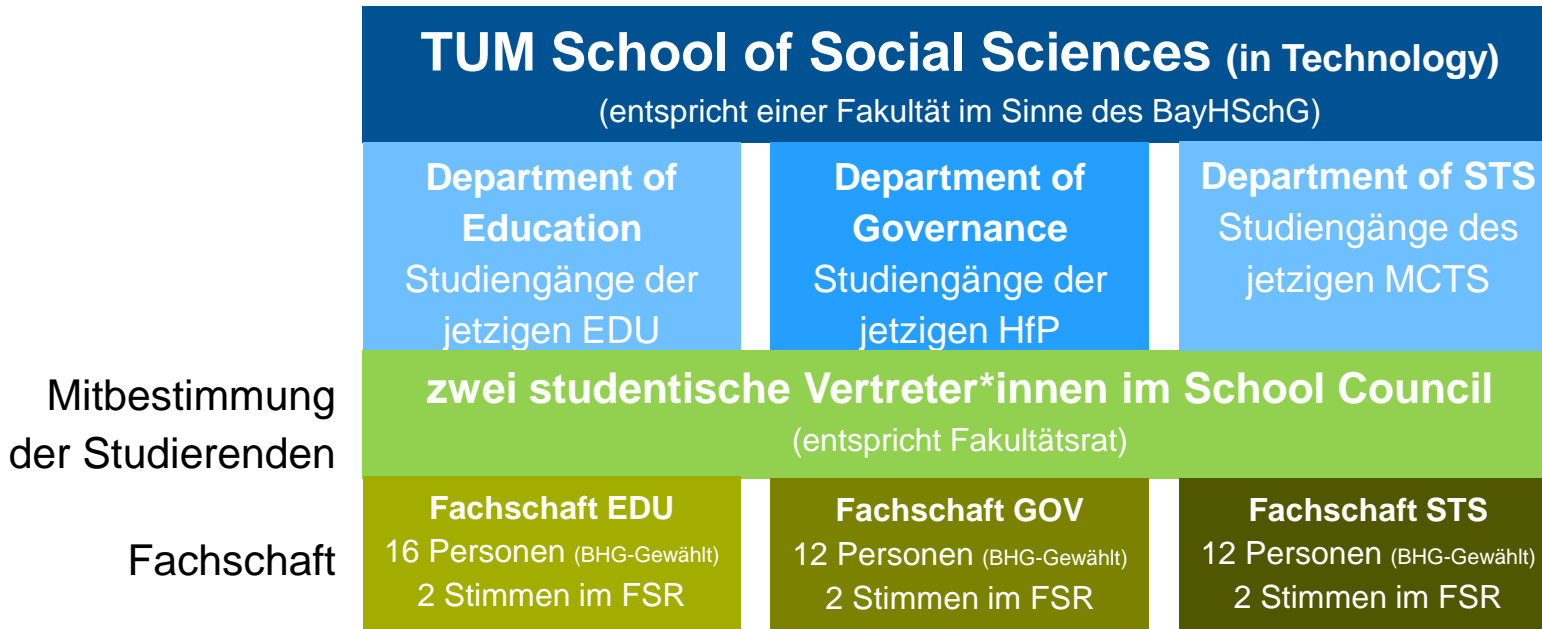 TUM School of Social Sciences (in Technology)
(entspricht einer Fakultät im Sinne des BayHSchG)
Department of
Education
Studiengänge der
jetzigen EDU
Department of
Governance
Studiengänge der
jetzigen HfP
Department of STS
Studiengänge des
jetzigen MCTS
Mitbestimmung
der Studierenden
zwei studentische Vertreter*innen im School Council
(entspricht Fakultätsrat)
Fachschaft
Fachschaft EDU
16 Personen (BHG-Gewählt)
2 Stimmen im FSR
Fachschaft GOV
12 Personen (BHG-Gewählt)
2 Stimmen im FSR
Fachschaft STS
12 Personen (BHG-Gewählt)
2 Stimmen im FSR